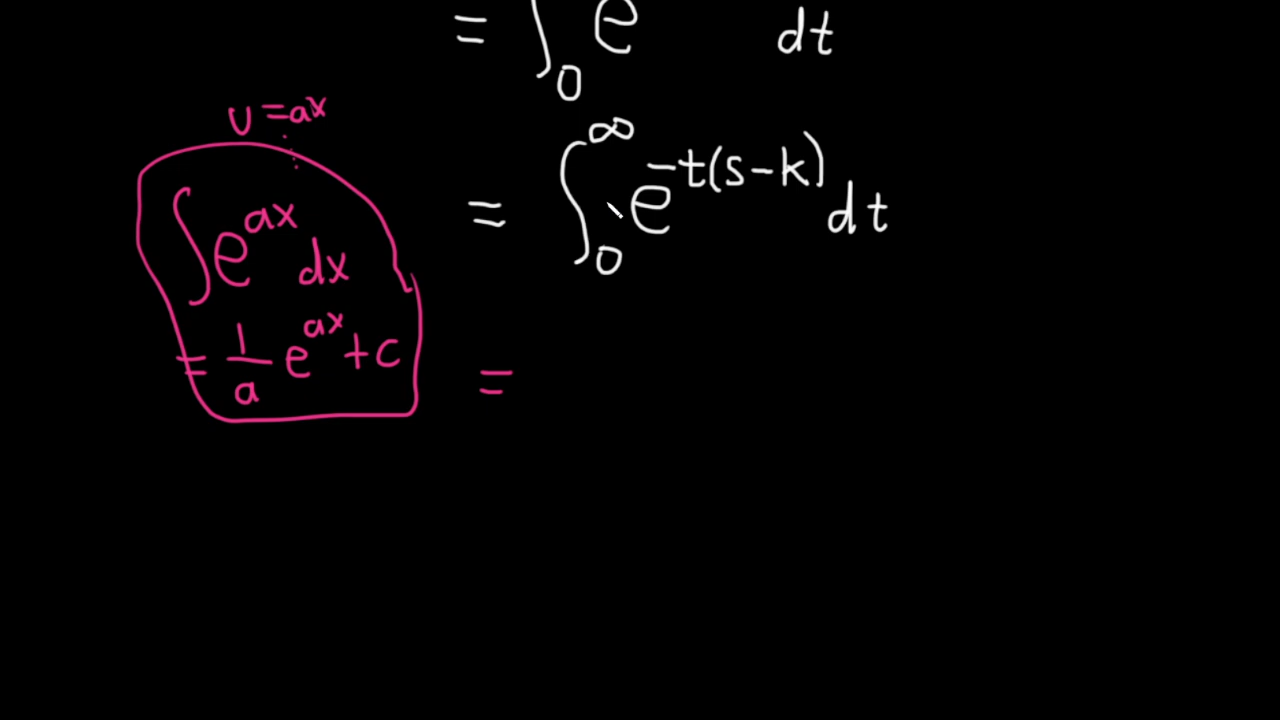 = ∫₀ e dt
u = ax
= ∫₀^∞ e^{-t(s-k)} dt
∫ e^{ax} dx
= 1/a e^{ax} + c
=